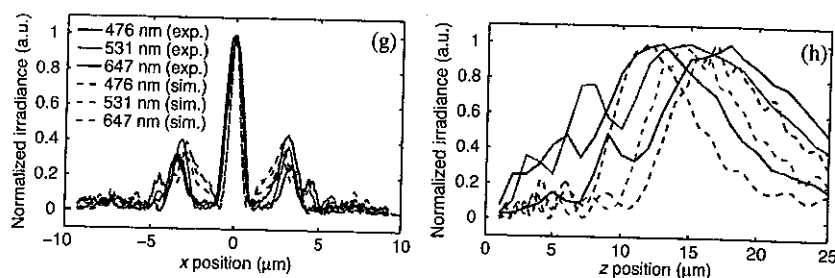 (g)
476 nm (exp.)
531 nm (exp.)
647 nm (exp.)
476 nm (sim.)
531 nm (sim.)
647 nm (sim.)
Normalized irradiance (a.u.)
1
0.8
0.6
0.4
0.2
0
−10
−5
0
5
10
x position (μm)
(h)
Normalized irradiance (a.u.)
1
0.8
0.6
0.4
0.2
0
0
5
10
15
20
25
z position (μm)